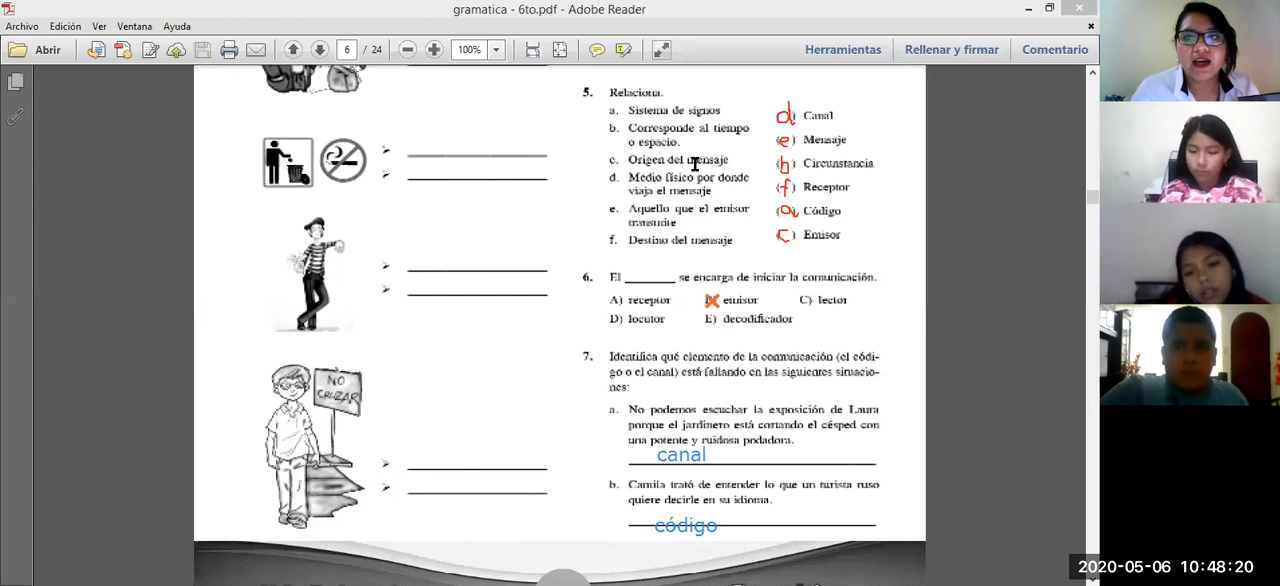 gramatica - 6to.pdf - Adobe Reader
Archivo Edición Ver Ventana Ayuda
Abrir 6 / 24 100% Herramientas Rellenar y firmar Comentario
NO
CRUZAR
5. Relaciona.
a. Sistema de signos
b. Corresponde al tiempo
o espacio.
c. Origen del mensaje
d. Medio físico por donde
viaja el mensaje
e. Aquello que el emisor
transmite
f. Destino del mensaje
(d) Canal
(e) Mensaje
(b) Circunstancia
(f) Receptor
(a) Código
(c) Emisor
6. El ________ se encarga de iniciar la comunicación.
A) receptor B) emisor C) lector
D) locutor E) decodificador
7. Identifica qué elemento de la comunicación (el códi-
go o el canal) está fallando en las siguientes situacio-
nes:
a. No podemos escuchar la exposición de Laura
porque el jardinero está cortando el césped con
una potente y ruidosa podadora.
canal
b. Camila trató de entender lo que un turista ruso
quiere decirle en su idioma.
código
2020-05-06 10:48:20